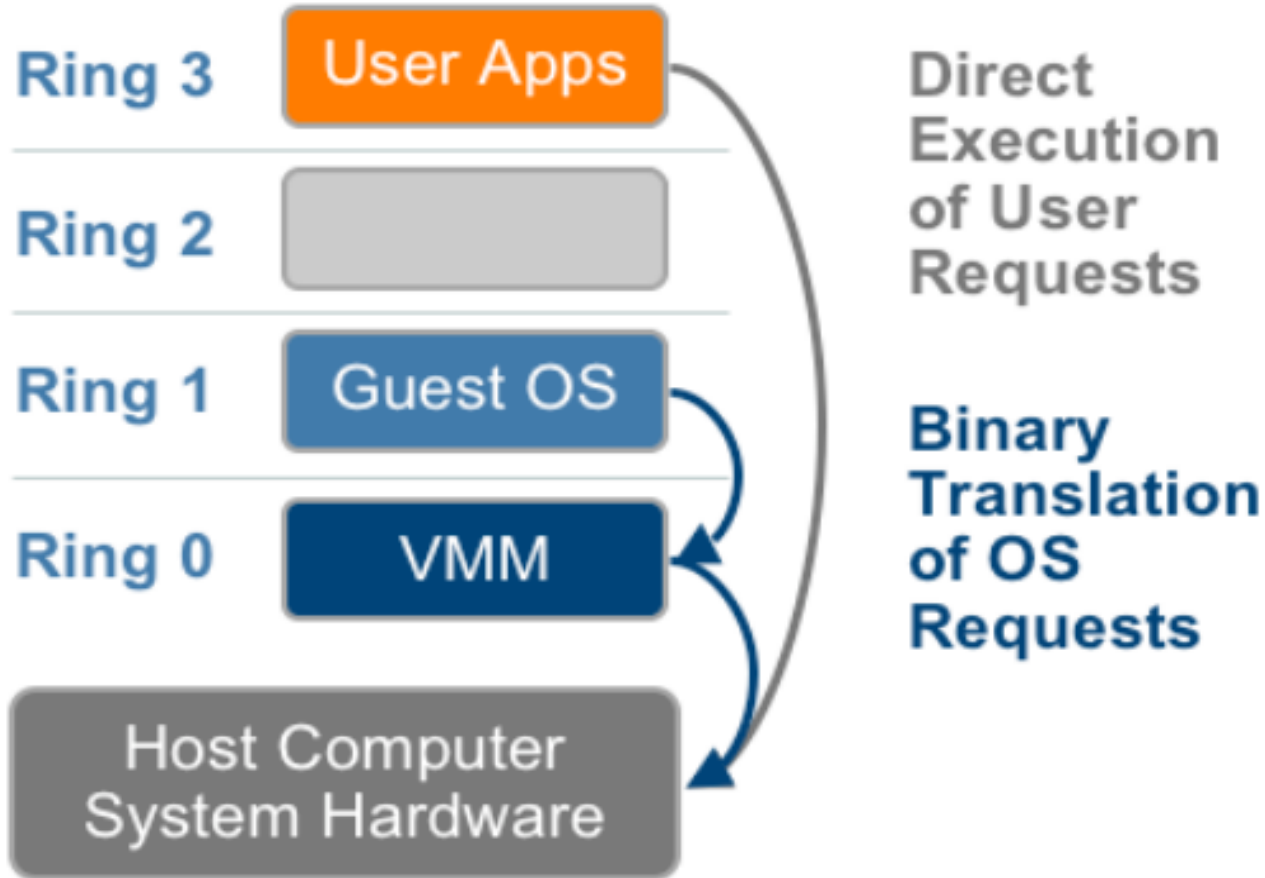 Ring 3
User Apps
Direct
Execution
of User
Requests
Ring 2
Ring 1
Guest OS
Binary
Translation
of OS
Requests
Ring 0
VMM
Host Computer
System Hardware